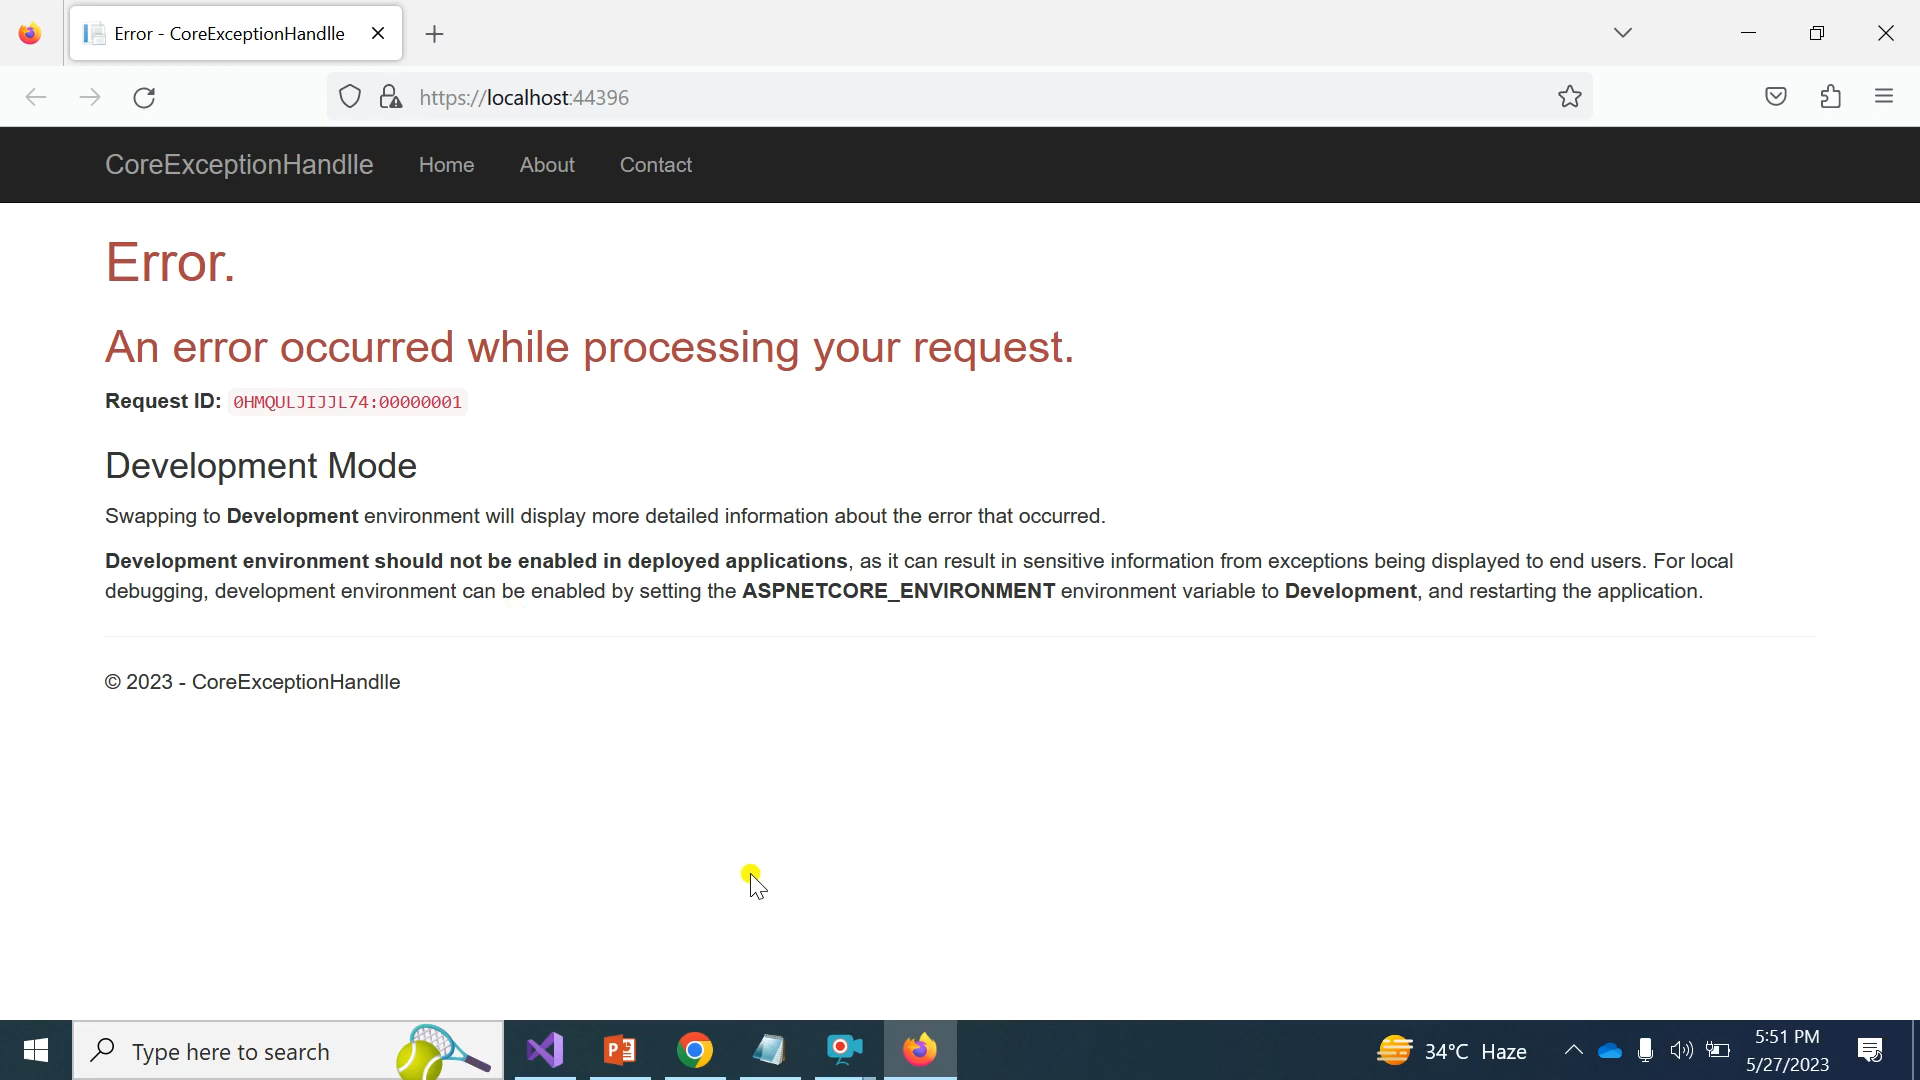 Error - CoreExceptionHandlle
https://localhost:44396
CoreExceptionHandlle Home About Contact
Error.
An error occurred while processing your request.
Request ID: 0HMQULJIJJL74:00000001
Development Mode
Swapping to Development environment will display more detailed information about the error that occurred.
Development environment should not be enabled in deployed applications, as it can result in sensitive information from exceptions being displayed to end users. For local
debugging, development environment can be enabled by setting the ASPNETCORE_ENVIRONMENT environment variable to Development, and restarting the application.
© 2023 - CoreExceptionHandlle
Type here to search
34°C Haze
5:51 PM
5/27/2023